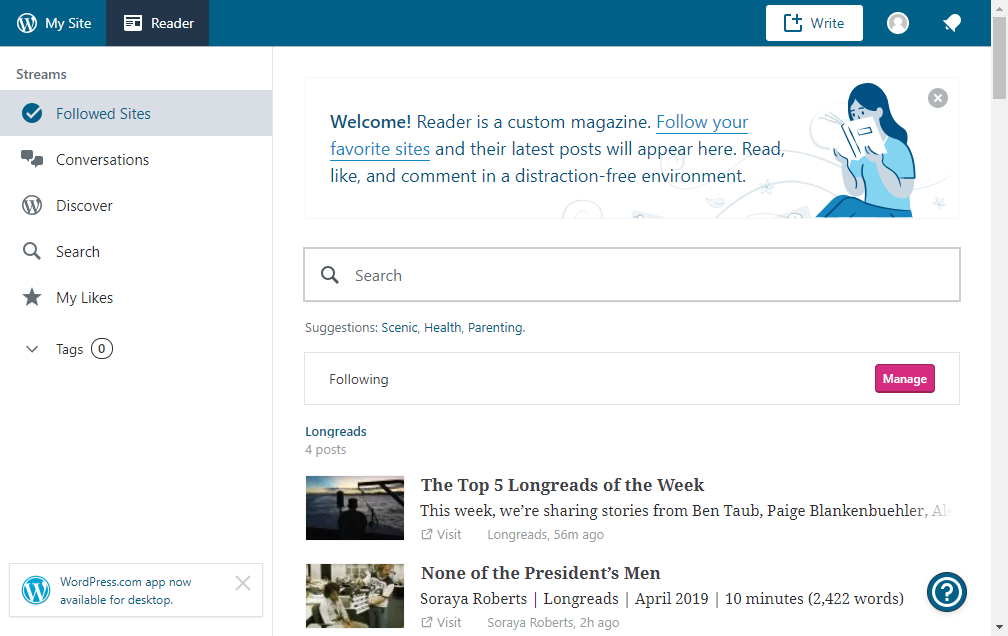 My Site
Reader
Write
Streams
Followed Sites
Conversations
Discover
Search
My Likes
Tags 0
WordPress.com app now
available for desktop.
Welcome! Reader is a custom magazine. Follow your
favorite sites and their latest posts will appear here. Read,
like, and comment in a distraction-free environment.
Search
Suggestions: Scenic, Health, Parenting.
Following
Manage
Longreads
4 posts
The Top 5 Longreads of the Week
This week, we’re sharing stories from Ben Taub, Paige Blankenbuehler,
Visit Longreads, 56m ago
None of the President’s Men
Soraya Roberts | Longreads | April 2019 | 10 minutes (2,422 words)
Visit Soraya Roberts, 2h ago